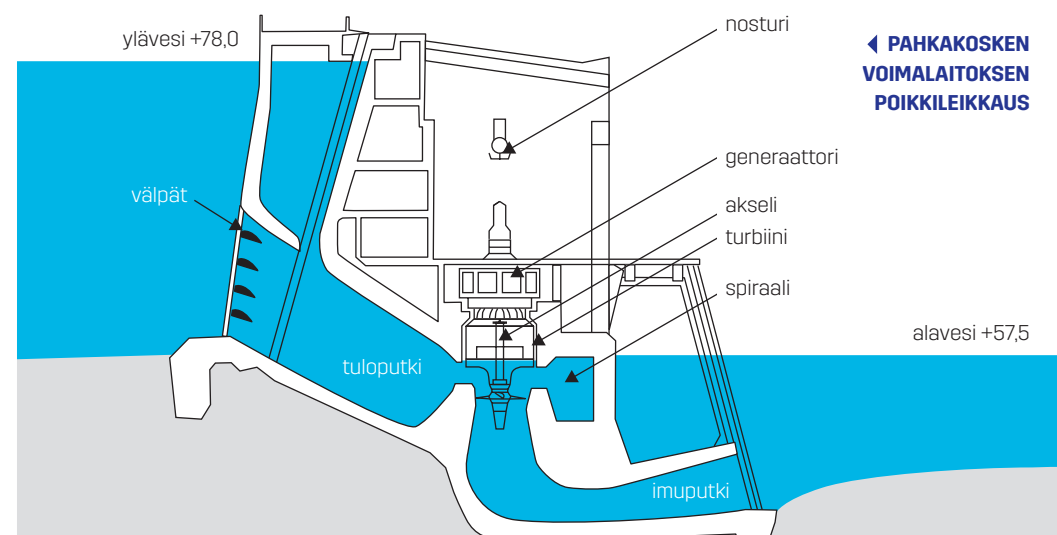 ylävesi +78,0
nosturi
PAHKAKOSKEN
VOIMALAITOKSEN
POIKKILEIKKAUS
generaattori
välpät
akseli
turbiini
spiraali
alavesi +57,5
tuloputki
imuputki